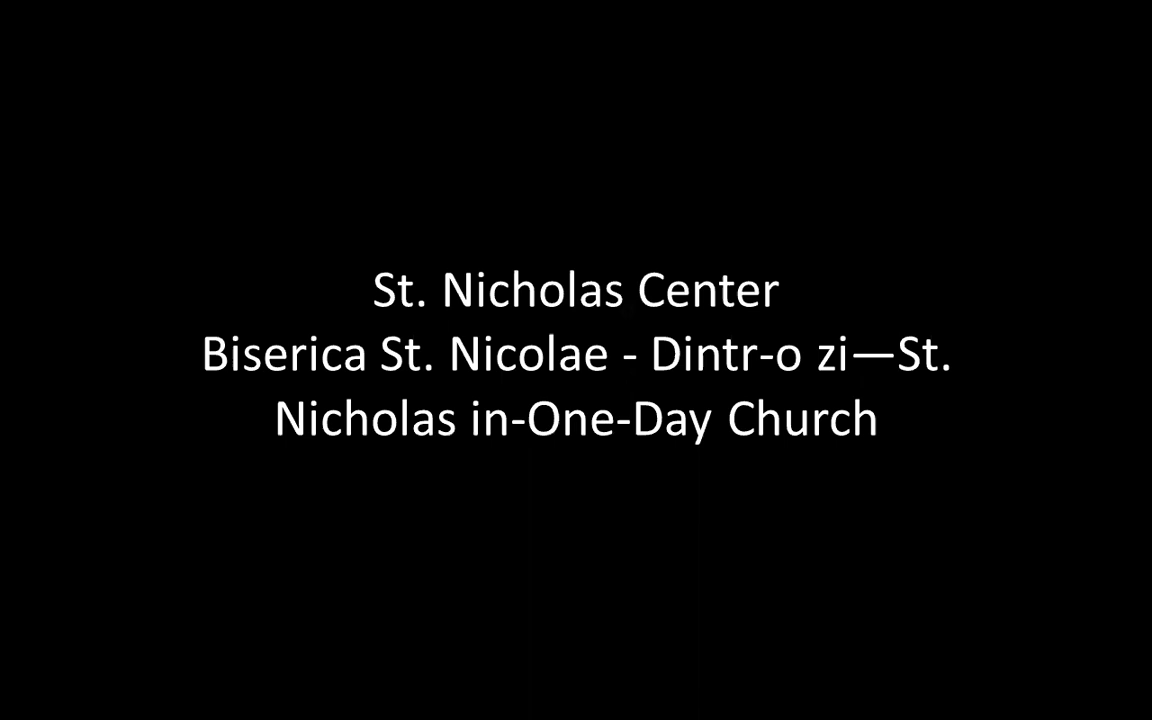 St. Nicholas Center
Biserica St. Nicolae - Dintr-o zi—St.
Nicholas in-One-Day Church